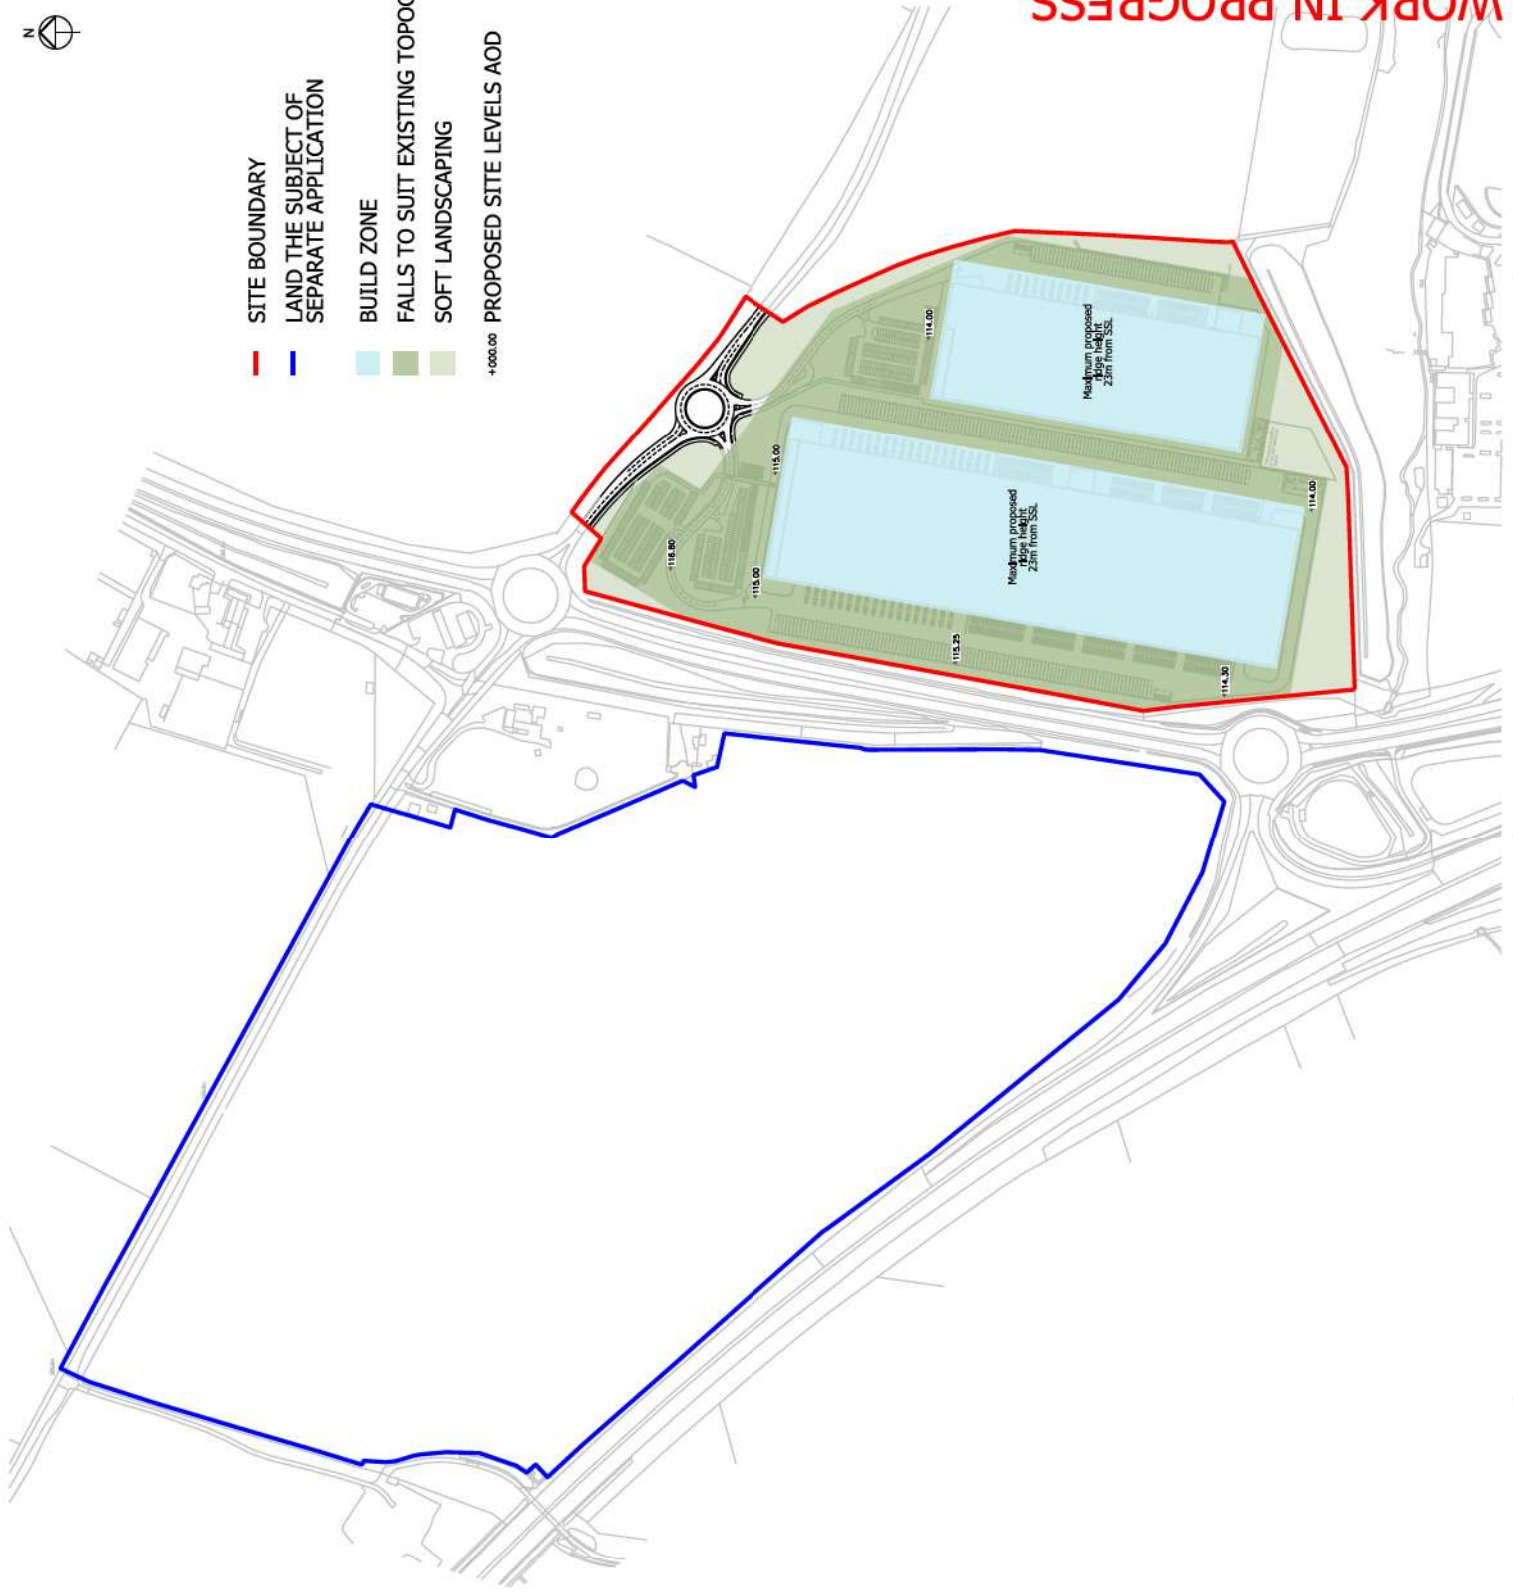 N
SITE BOUNDARY
LAND THE SUBJECT OF
SEPARATE APPLICATION
BUILD ZONE
FALLS TO SUIT EXISTING TOPOG
SOFT LANDSCAPING
+000.00 PROPOSED SITE LEVELS AOD
WORK IN PROGRESS
+116.80
+115.00
+115.00
+114.00
+115.25
+114.30
+114.00
Maximum proposed
ridge height
23m from SSL
Maximum proposed
ridge height
23m from SSL